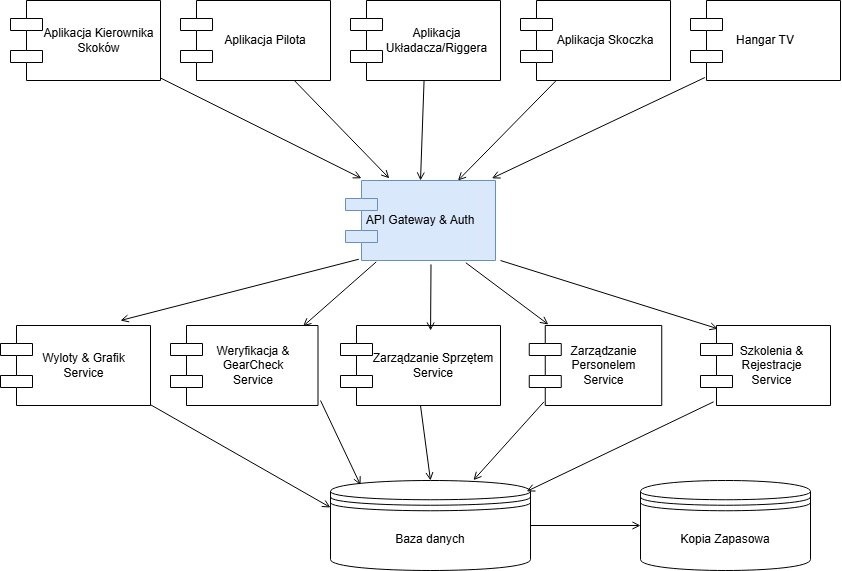 Aplikacja Kierownika
Skoków
Aplikacja Pilota
Aplikacja
Układacza/Riggera
Aplikacja Skoczka
Hangar TV
API Gateway & Auth
Wyloty & Grafik
Service
Weryfikacja &
GearCheck
Service
Zarządzanie Sprzętem
Service
Zarządzanie
Personelem
Service
Szkolenia &
Rejestracje
Service
Baza danych
Kopia Zapasowa